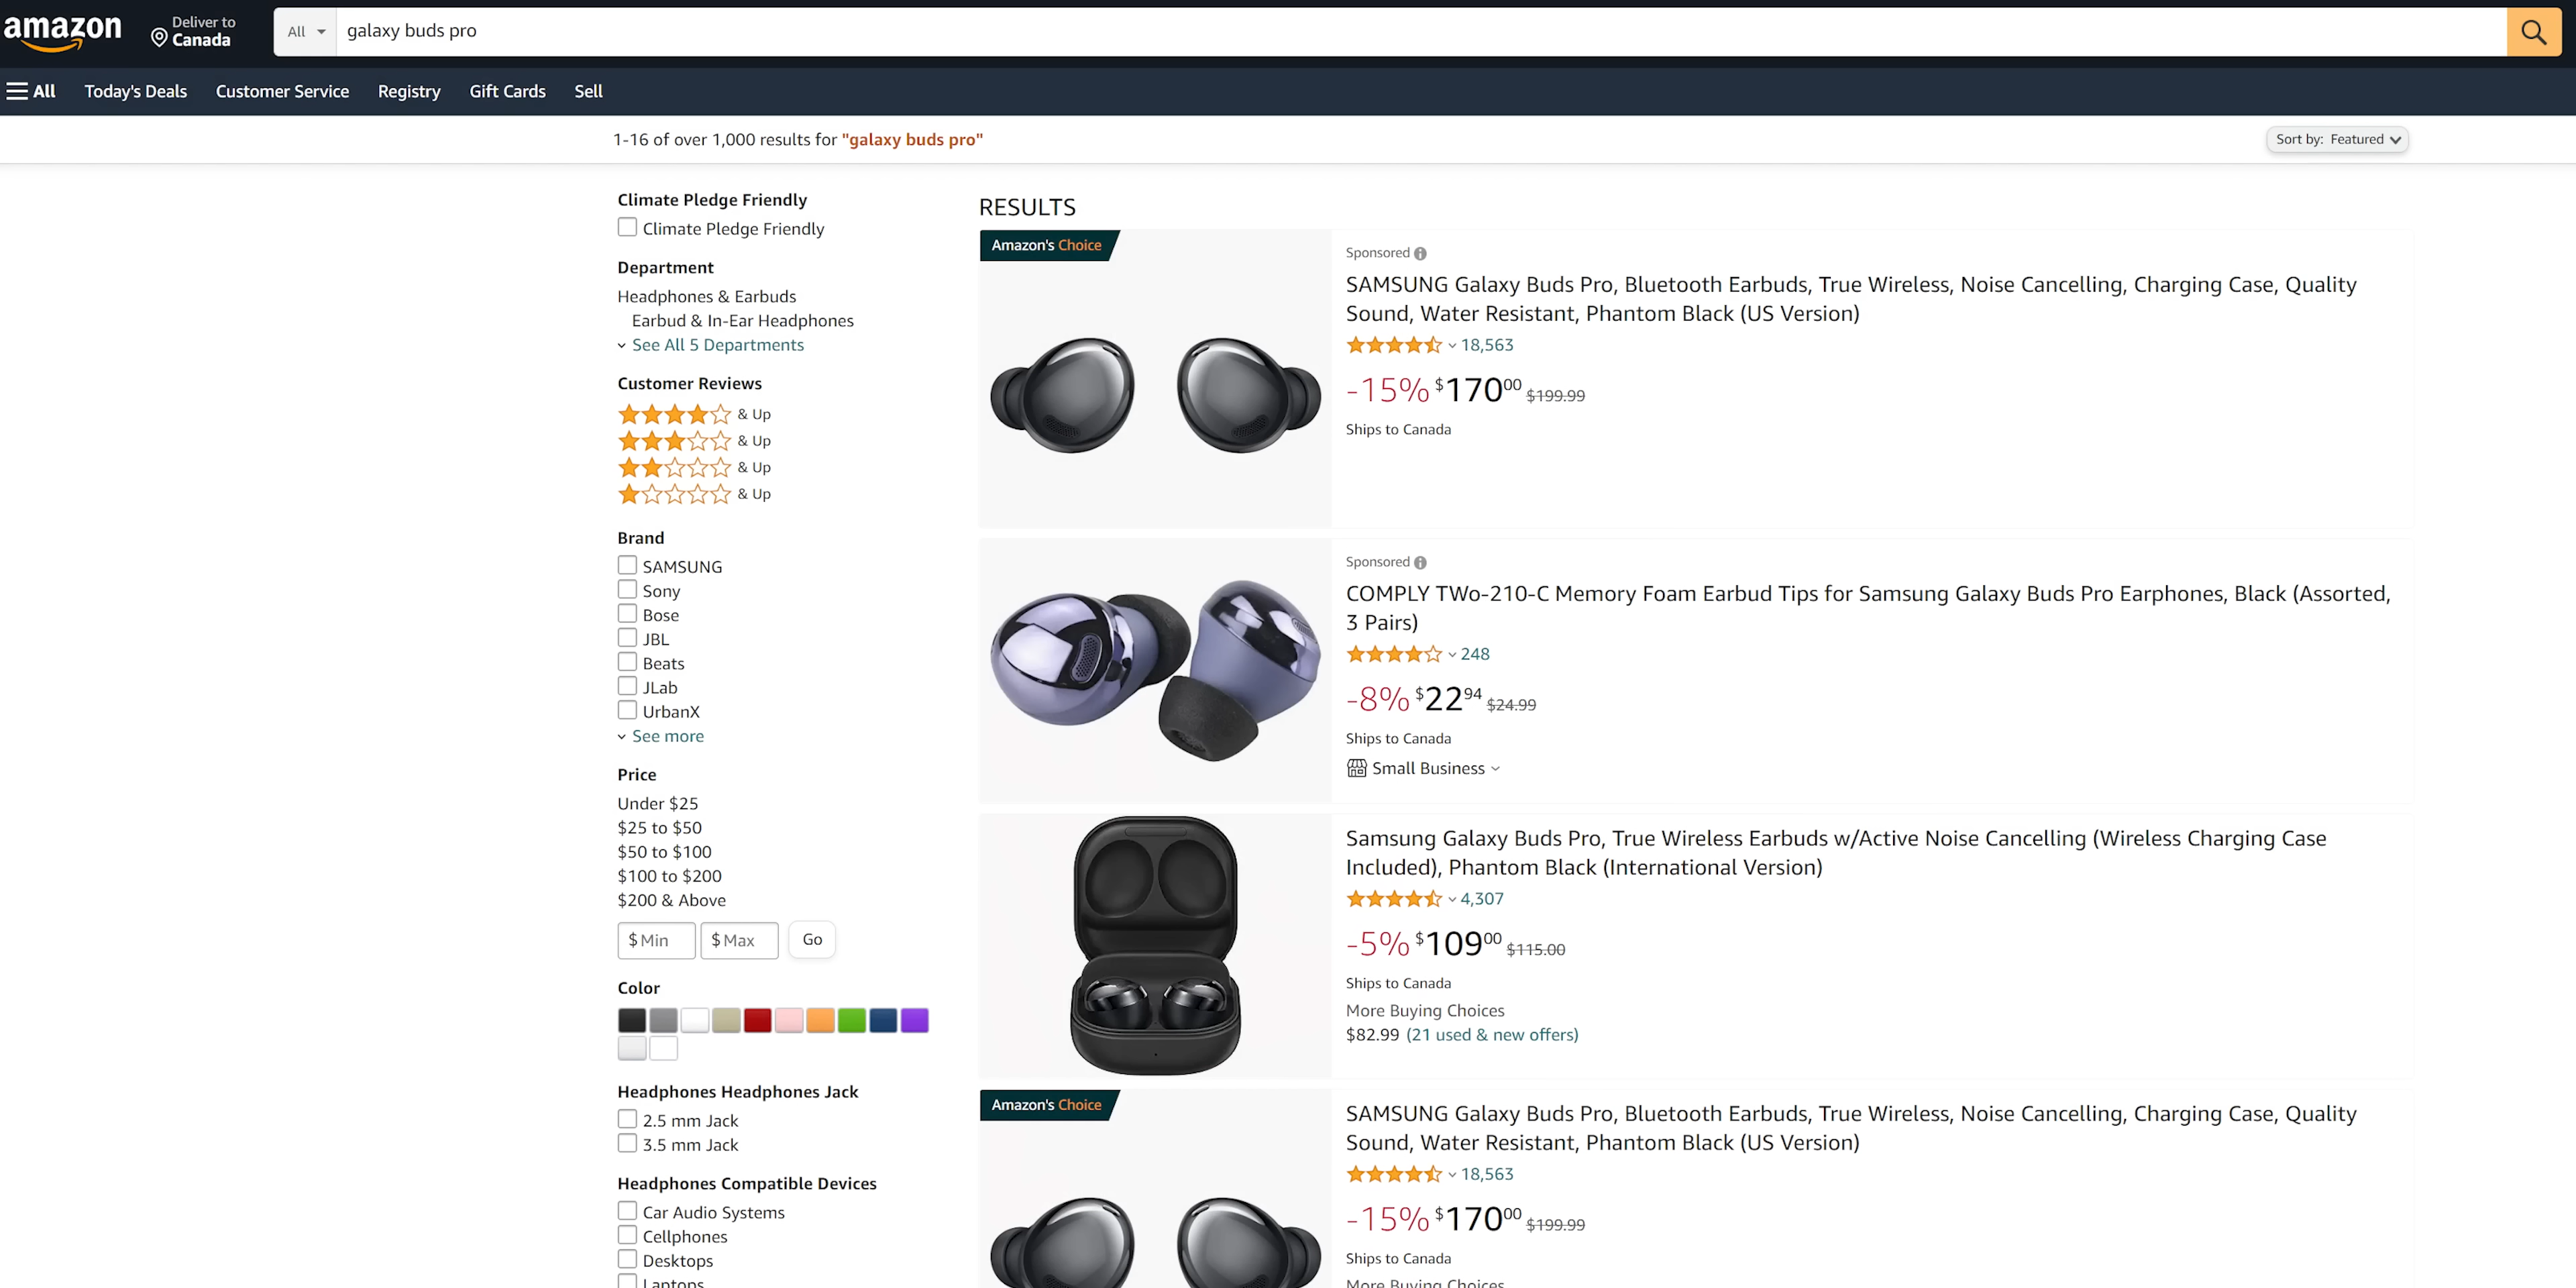 amazon
Deliver to
Canada
All
galaxy buds pro
All
Today's Deals
Customer Service
Registry
Gift Cards
Sell
1-16 of over 1,000 results for "galaxy buds pro"
Sort by: Featured
Climate Pledge Friendly
Climate Pledge Friendly
Department
Headphones & Earbuds
Earbud & In-Ear Headphones
See All 5 Departments
Customer Reviews
& Up
& Up
& Up
& Up
Brand
SAMSUNG
Sony
Bose
JBL
Beats
JLab
UrbanX
See more
Price
Under $25
$25 to $50
$50 to $100
$100 to $200
$200 & Above
$ Min
$ Max
Go
Color
Headphones Headphones Jack
2.5 mm Jack
3.5 mm Jack
Headphones Compatible Devices
Car Audio Systems
Cellphones
Desktops
Laptops
RESULTS
Amazon's Choice
Sponsored
SAMSUNG Galaxy Buds Pro, Bluetooth Earbuds, True Wireless, Noise Cancelling, Charging Case, Quality
Sound, Water Resistant, Phantom Black (US Version)
18,563
-15% $170 00 $199.99
Ships to Canada
Sponsored
COMPLY TWo-210-C Memory Foam Earbud Tips for Samsung Galaxy Buds Pro Earphones, Black (Assorted,
3 Pairs)
248
-8% $22 94 $24.99
Ships to Canada
Small Business
Samsung Galaxy Buds Pro, True Wireless Earbuds w/Active Noise Cancelling (Wireless Charging Case
Included), Phantom Black (International Version)
4,307
-5% $109 00 $115.00
Ships to Canada
More Buying Choices
$82.99 (21 used & new offers)
Amazon's Choice
SAMSUNG Galaxy Buds Pro, Bluetooth Earbuds, True Wireless, Noise Cancelling, Charging Case, Quality
Sound, Water Resistant, Phantom Black (US Version)
18,563
-15% $170 00 $199.99
Ships to Canada
More Buying Choices